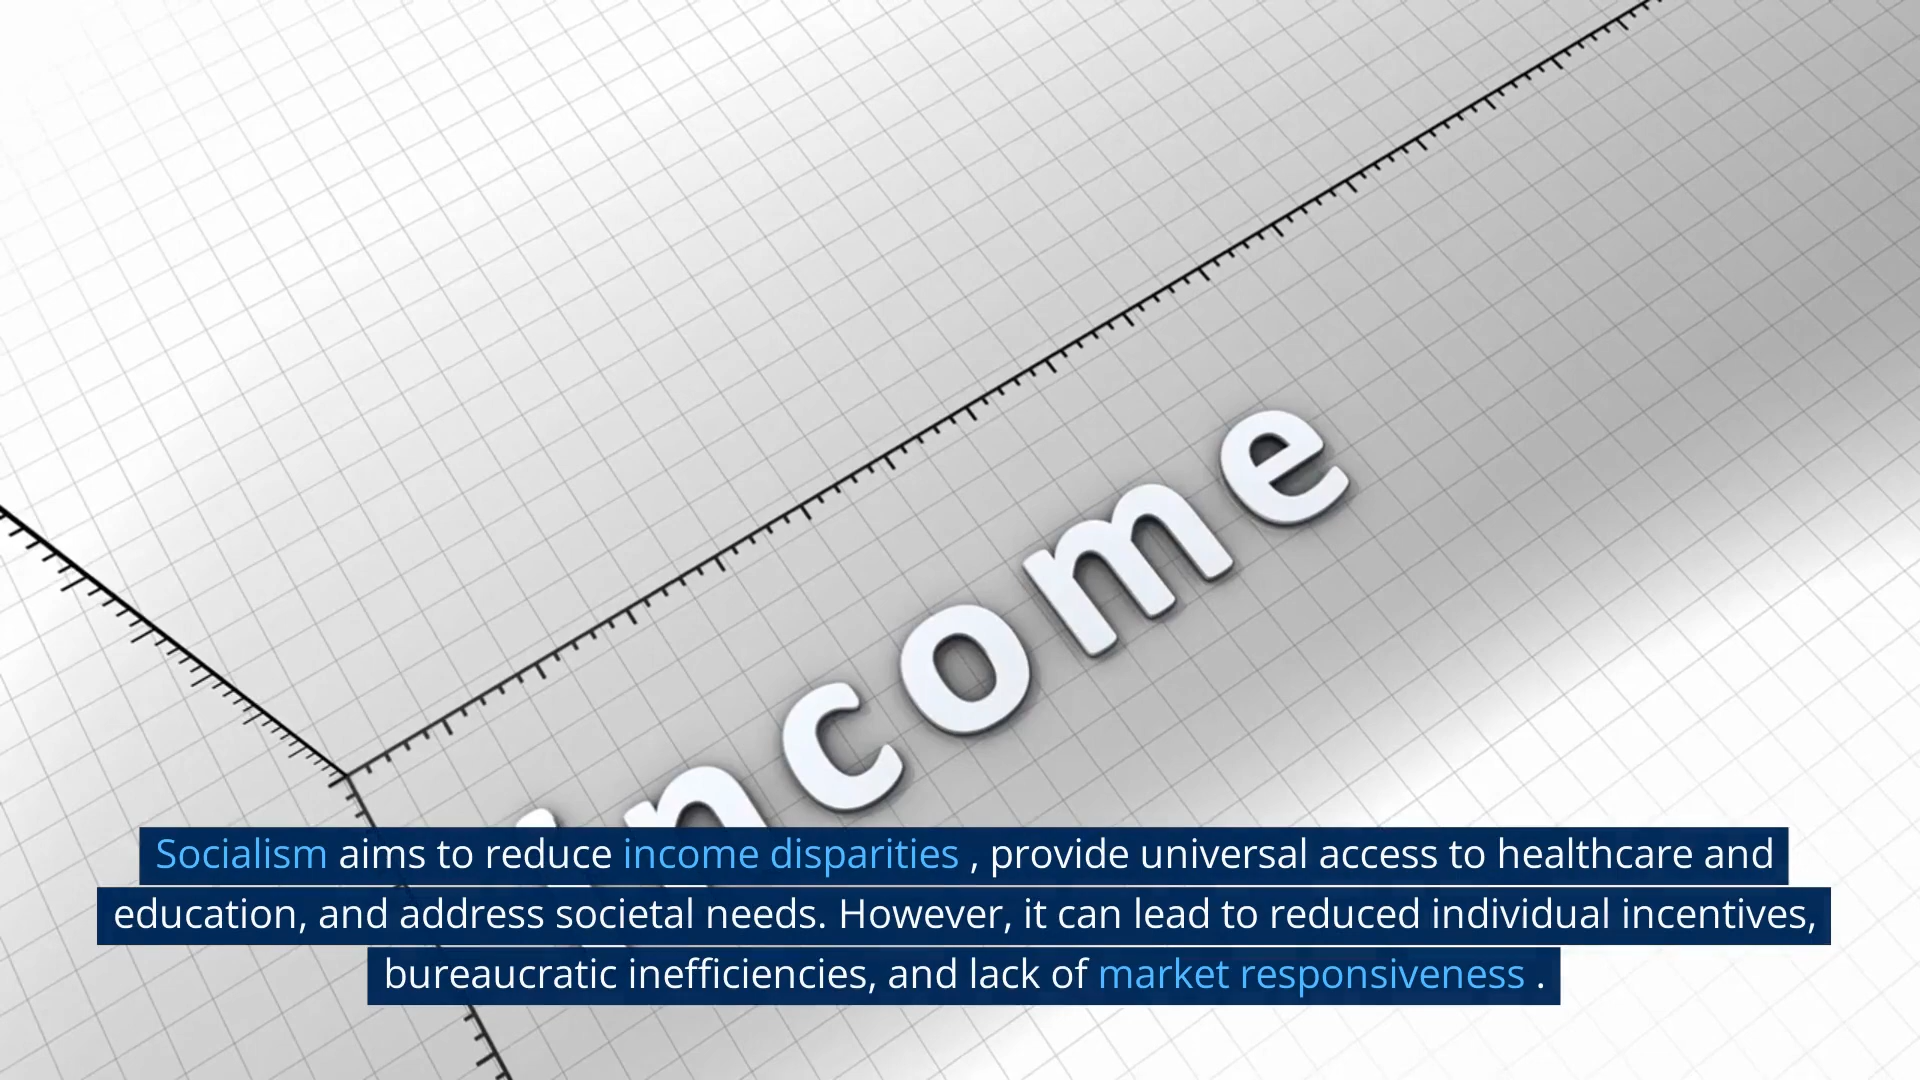 income
Socialism aims to reduce income disparities , provide universal access to healthcare and
education, and address societal needs. However, it can lead to reduced individual incentives,
bureaucratic inefficiencies, and lack of market responsiveness .